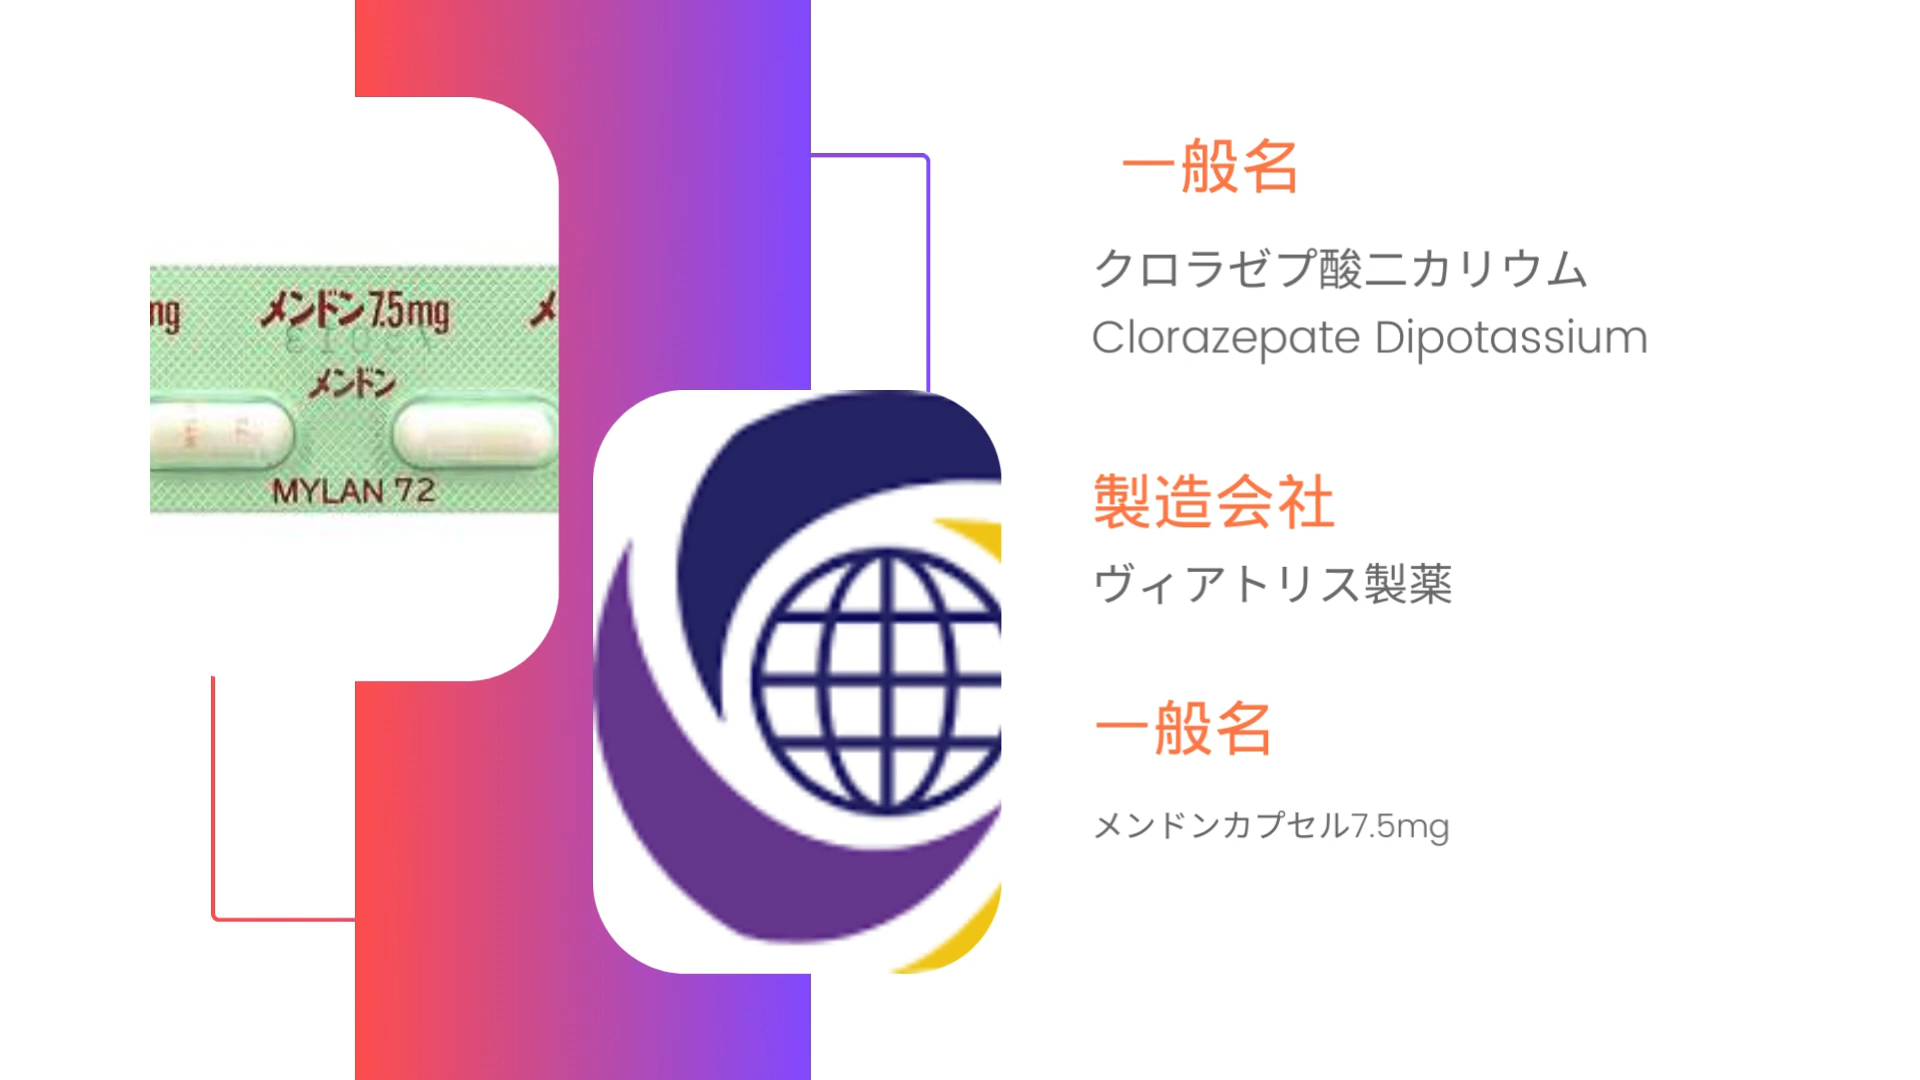 mg メンドン7.5mg メ
メンドン
MYLAN 72
一般名
クロラゼプ酸二カリウム
Clorazepate Dipotassium
製造会社
ヴィアトリス製薬
一般名
メンドンカプセル7.5mg